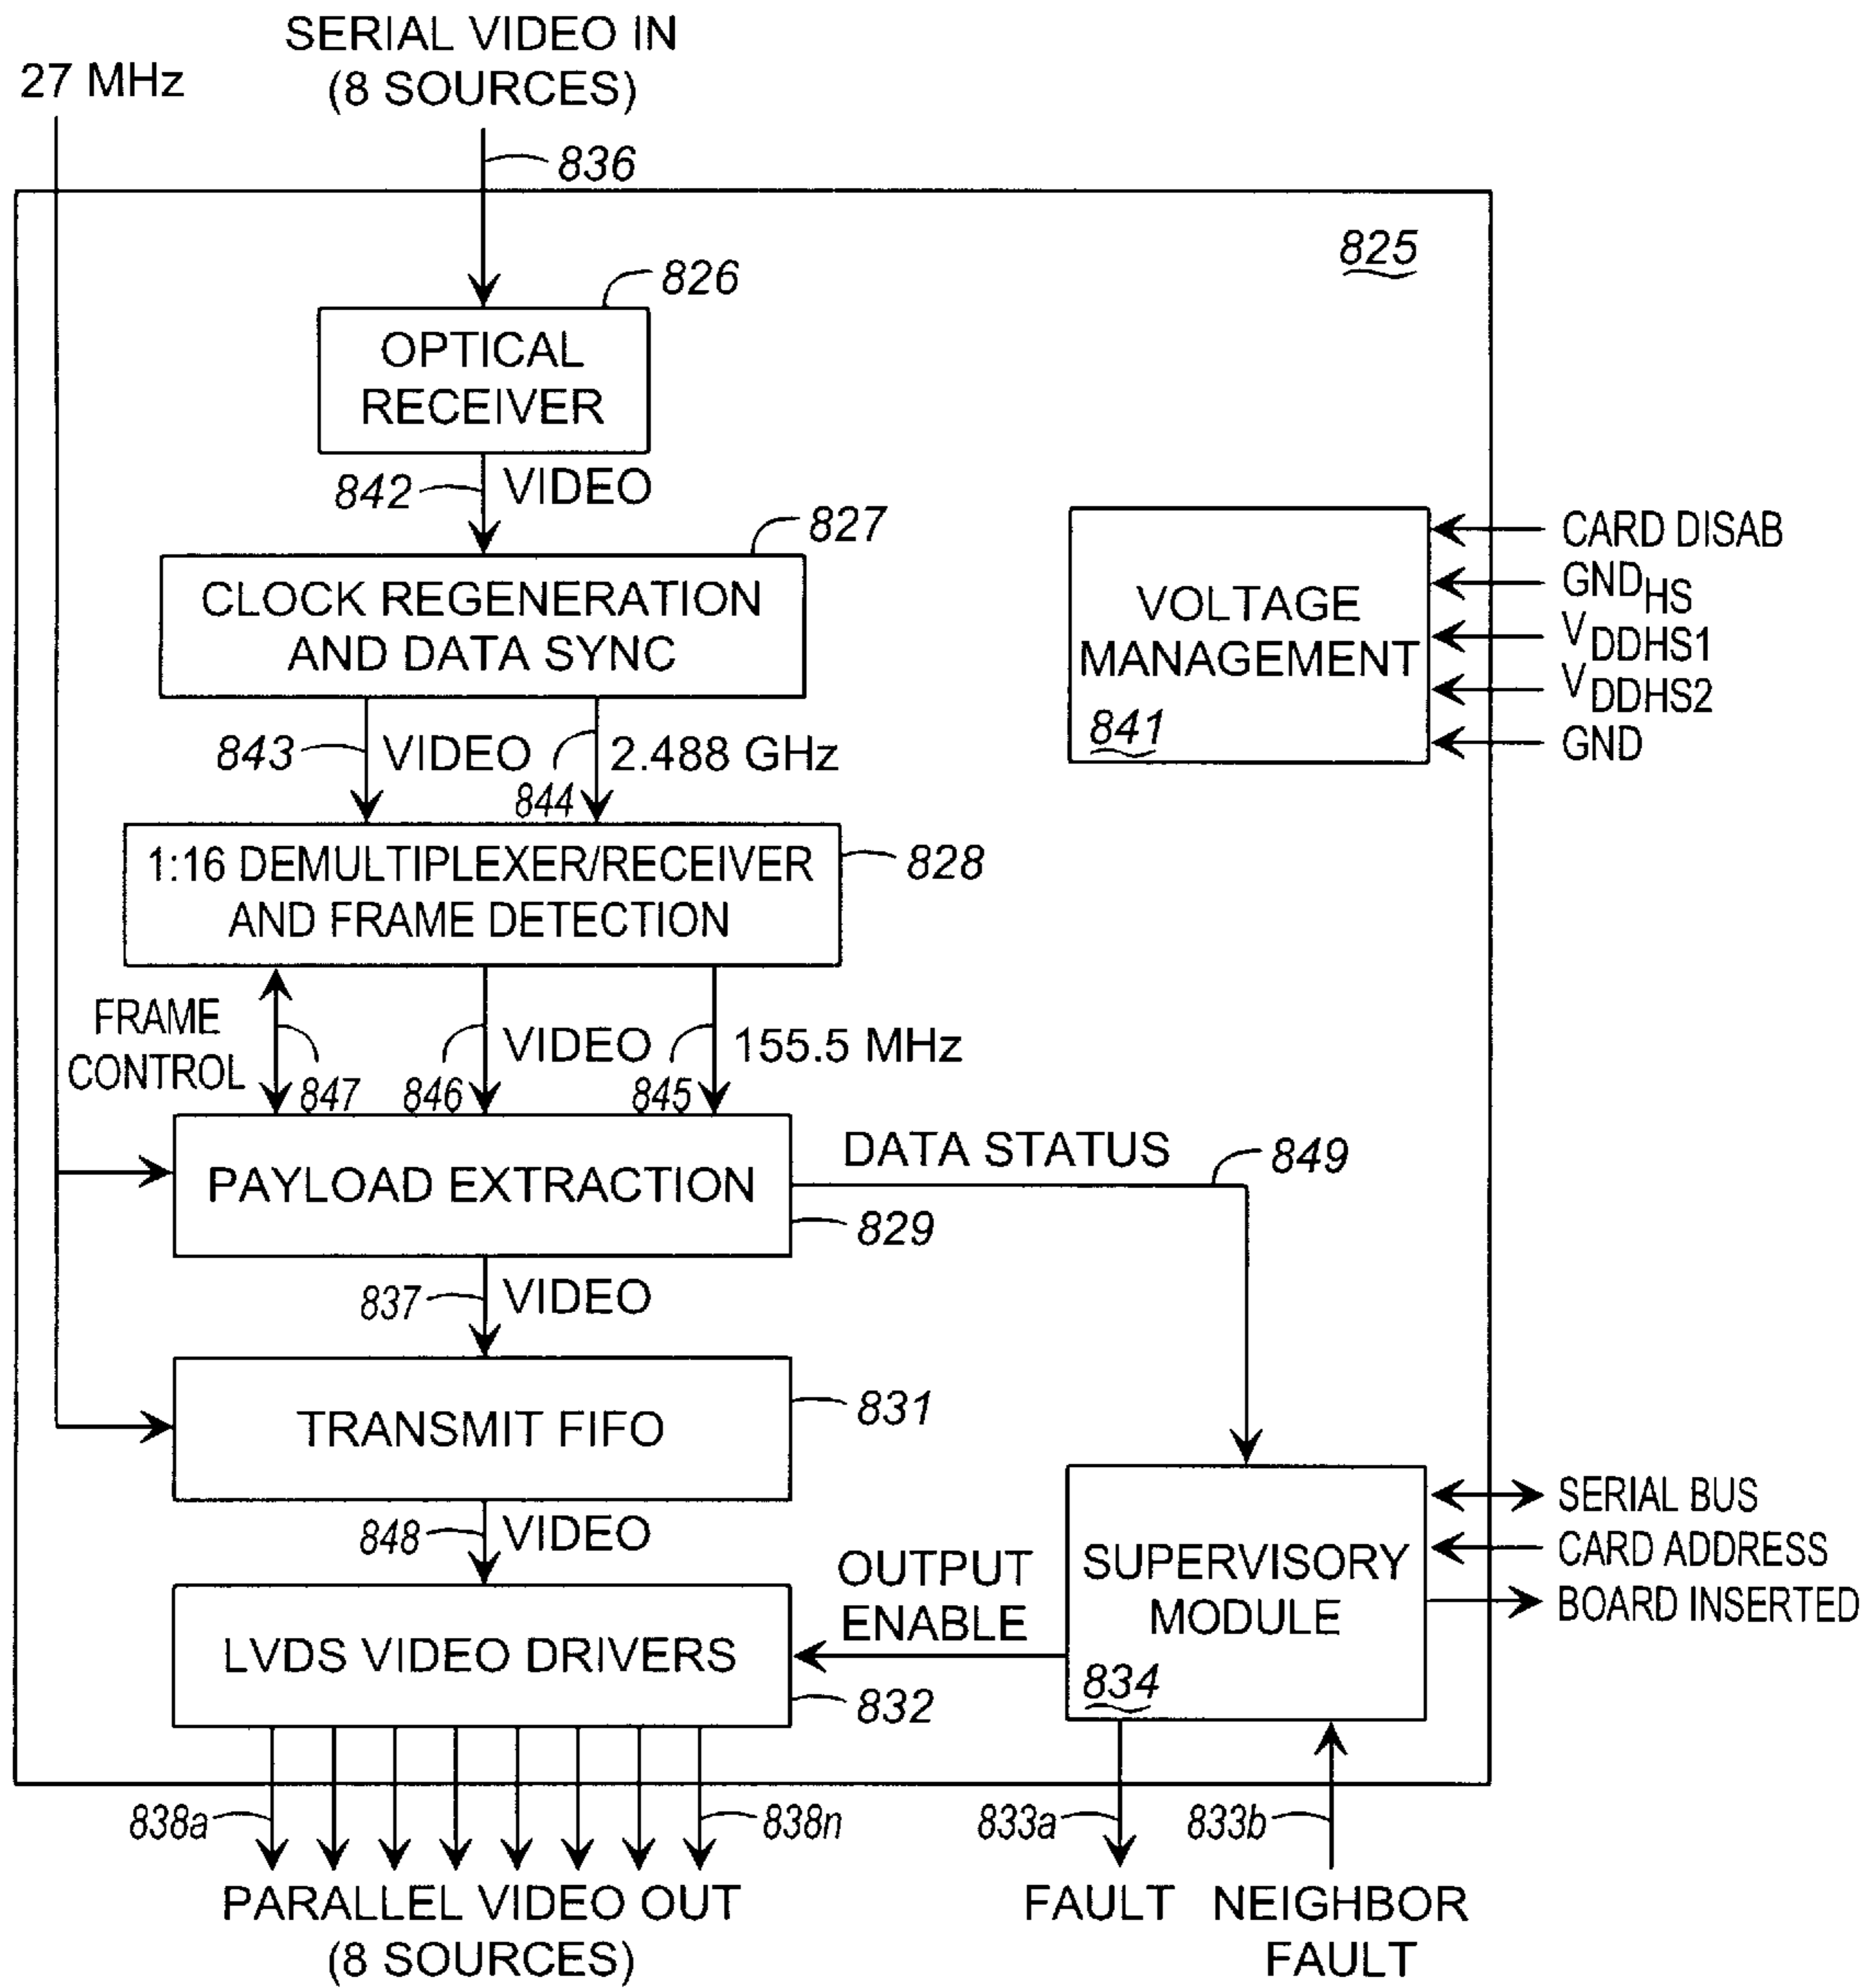 SERIAL VIDEO IN
(8 SOURCES)
27 MHz
836
825
826
OPTICAL
RECEIVER
842
VIDEO
827
CLOCK REGENERATION
AND DATA SYNC
CARD DISAB
GNDHS
VDDHS1
VDDHS2
GND
VOLTAGE
MANAGEMENT
841
843
VIDEO
844
2.488 GHz
1:16 DEMULTIPLEXER/RECEIVER
AND FRAME DETECTION
828
FRAME
CONTROL
847
846
VIDEO
845
155.5 MHz
PAYLOAD EXTRACTION
829
DATA STATUS
849
837
VIDEO
TRANSMIT FIFO
831
848
VIDEO
LVDS VIDEO DRIVERS
832
OUTPUT
ENABLE
SUPERVISORY
MODULE
834
SERIAL BUS
CARD ADDRESS
BOARD INSERTED
838a
838n
833a
833b
PARALLEL VIDEO OUT
(8 SOURCES)
FAULT
NEIGHBOR
FAULT